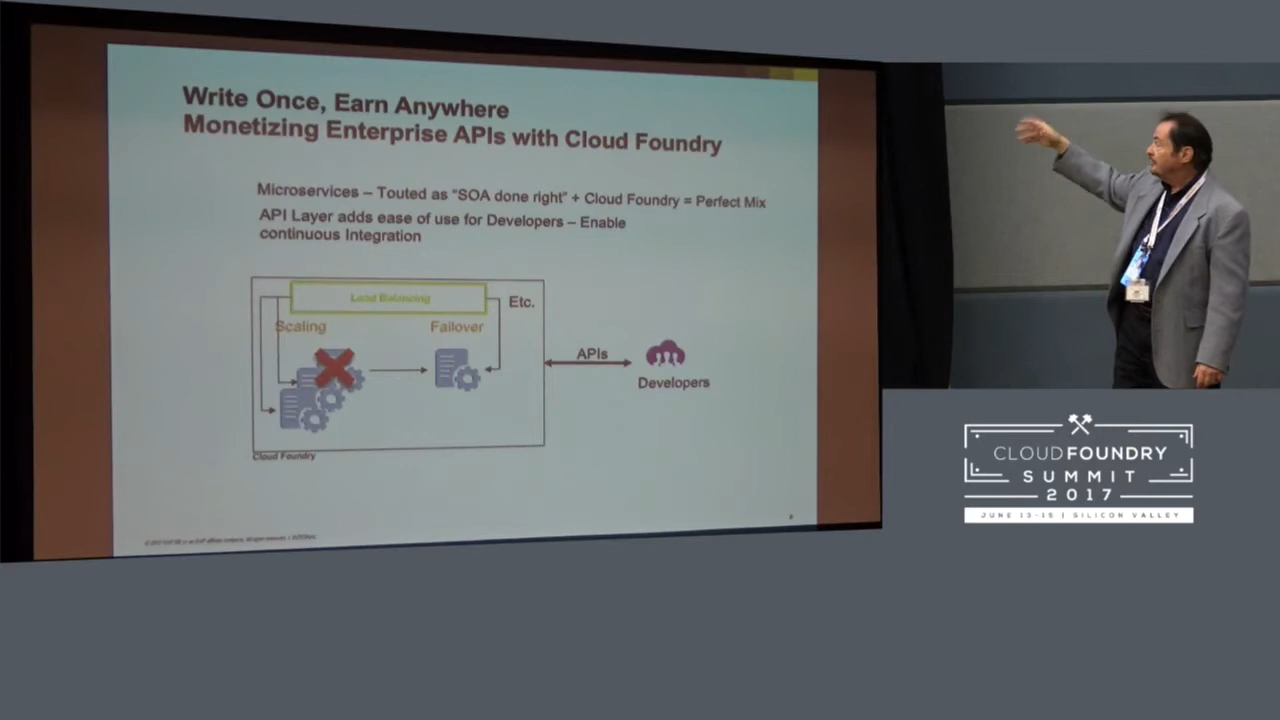 Write Once, Earn Anywhere
Monetizing Enterprise APIs with Cloud Foundry
Microservices – Touted as “SOA done right” + Cloud Foundry = Perfect Mix
API Layer adds ease of use for Developers – Enable
continuous Integration
Load Balancing
Etc.
Scaling
Failover
APIs
Developers
Cloud Foundry
CLOUDFOUNDRY
SUMMIT
2017
JUNE 13-15 | SILICON VALLEY